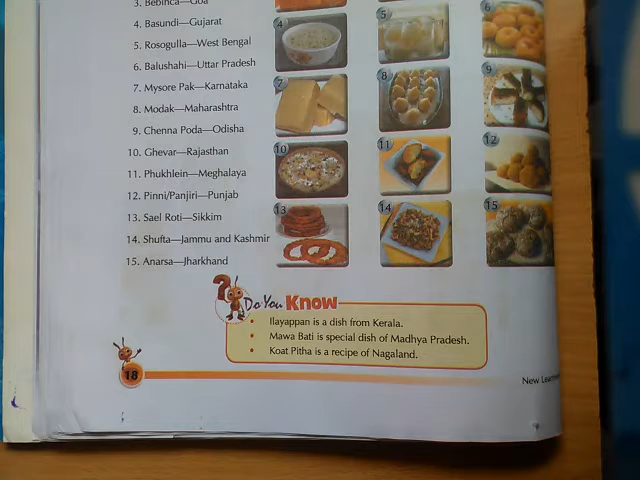 3. Bebinca—Goa
4. Basundi—Gujarat
5. Rosogulla—West Bengal
6. Balushahi—Uttar Pradesh
7. Mysore Pak—Karnataka
8. Modak—Maharashtra
9. Chenna Poda—Odisha
10. Ghevar—Rajasthan
11. Phukhlein—Meghalaya
12. Pinni/Panjiri—Punjab
13. Sael Roti—Sikkim
14. Shufta—Jammu and Kashmir
15. Anarsa—Jharkhand
4 5 6
7 8 9
10 11 12
13 14 15
Do You Know
• Ilayappan is a dish from Kerala.
• Mawa Bati is special dish of Madhya Pradesh.
• Koat Pitha is a recipe of Nagaland.
18
New